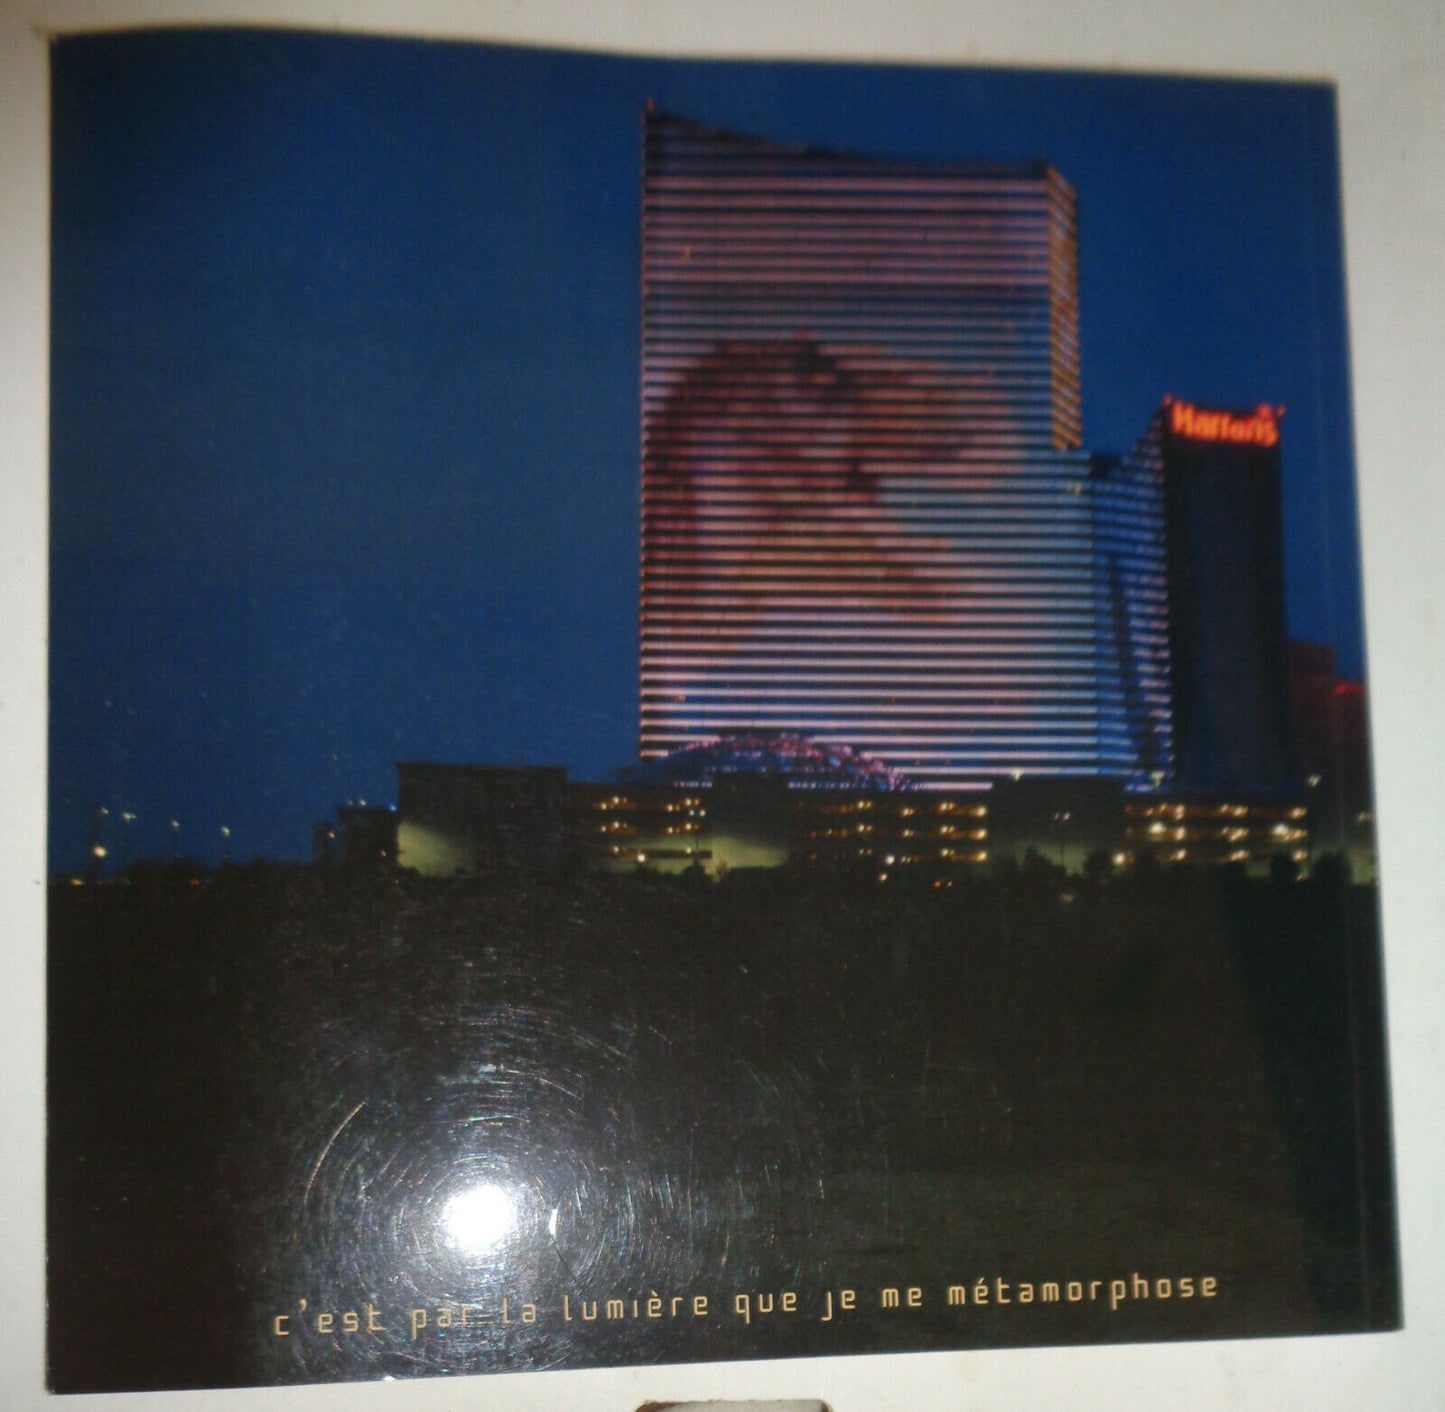 Harrah's
c'est par la lumière que je me métamorphose